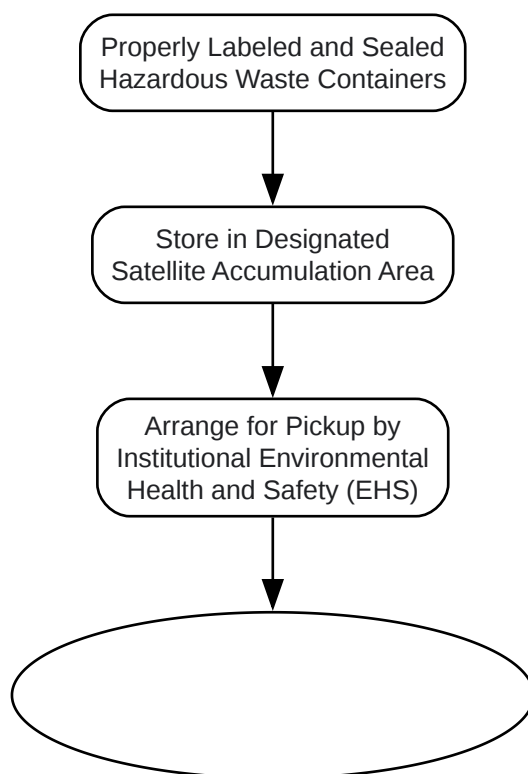 Properly Labeled and Sealed
Hazardous Waste Containers
Store in Designated
Satellite Accumulation Area
Arrange for Pickup by
Institutional Environmental
Health and Safety (EHS)